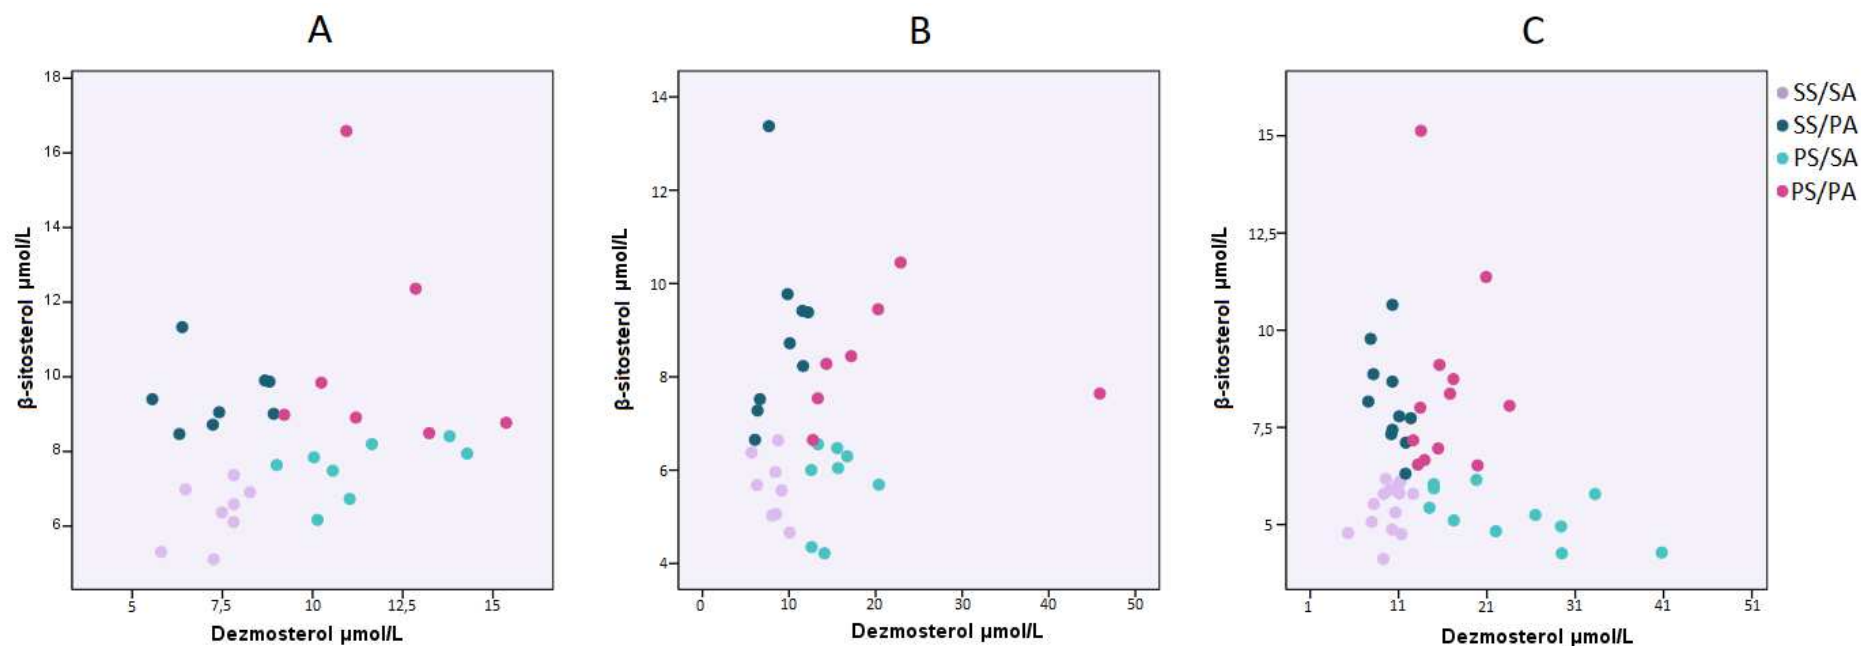 A
B
C
18
16
14
12
10
8
6
β-sitosterol µmol/L
5
7,5
10
12,5
15
Dezmosterol µmol/L
14
12
10
8
6
4
β-sitosterol µmol/L
0
10
20
30
40
50
Dezmosterol µmol/L
15
12,5
10
7,5
5
β-sitosterol µmol/L
1
11
21
31
41
51
Dezmosterol µmol/L
SS/SA
SS/PA
PS/SA
PS/PA